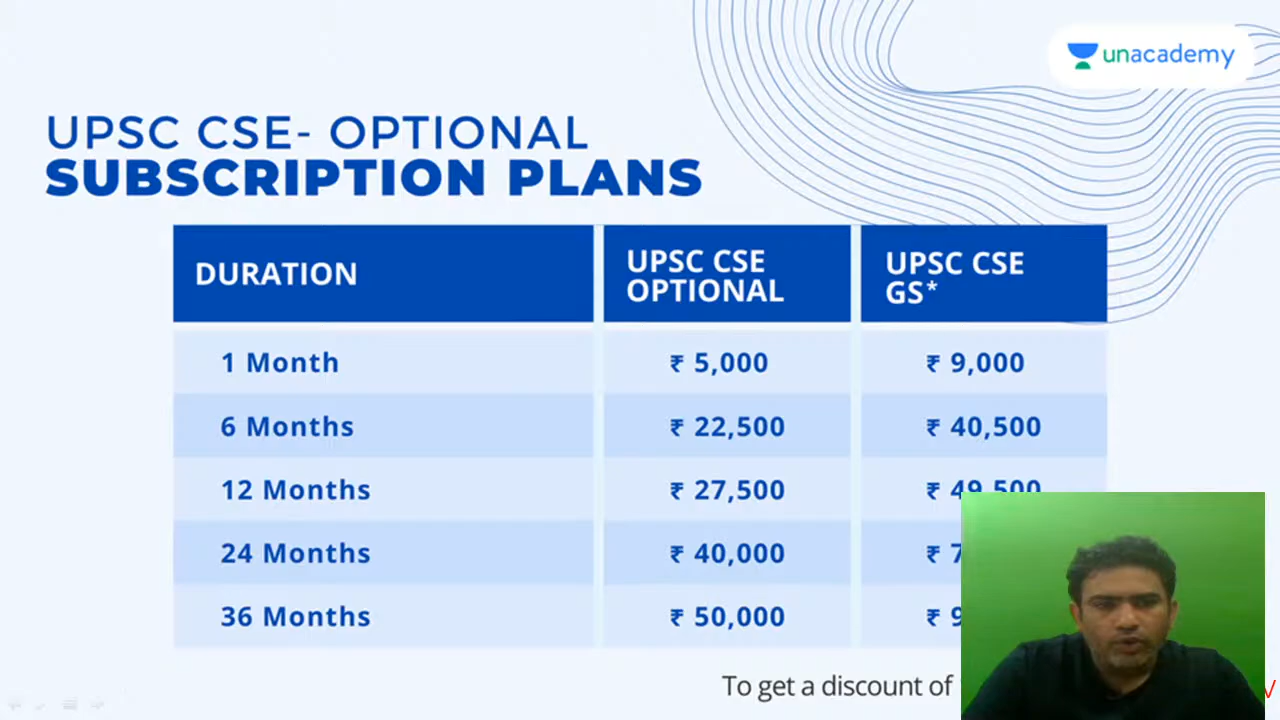 unacademy
UPSC CSE- OPTIONAL
SUBSCRIPTION PLANS
DURATION
UPSC CSE
OPTIONAL
UPSC CSE
GS*
1 Month ₹ 5,000 ₹ 9,000
6 Months ₹ 22,500 ₹ 40,500
12 Months ₹ 27,500 ₹ 49,500
24 Months ₹ 40,000 ₹
36 Months ₹ 50,000 ₹
To get a discount of